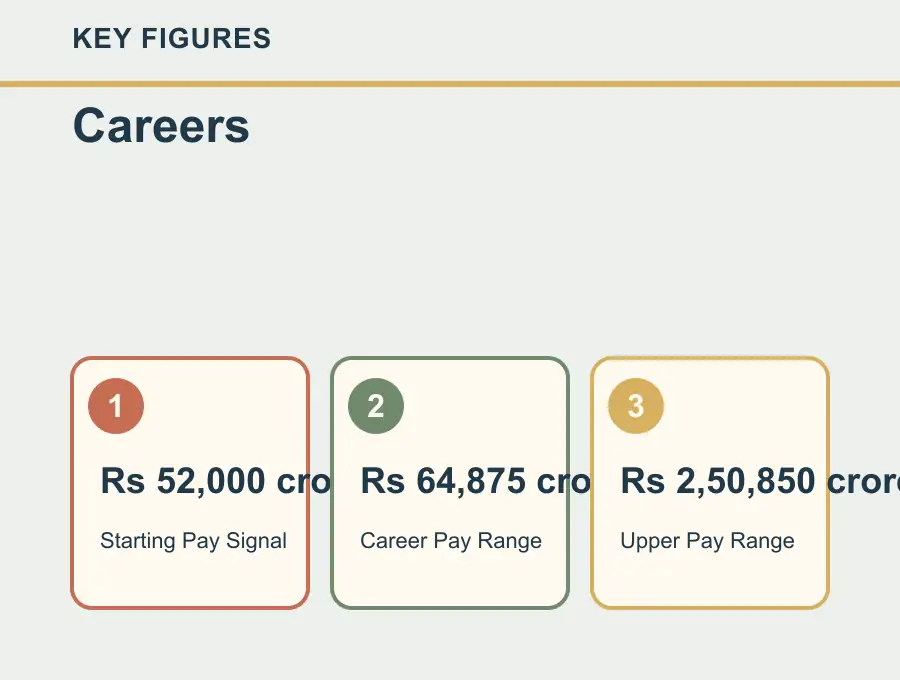 KEY FIGURES
Careers
1
2
3
Rs 52,000 cro
Rs 64,875 cro
Rs 2,50,850 crore
Starting Pay Signal
Career Pay Range
Upper Pay Range